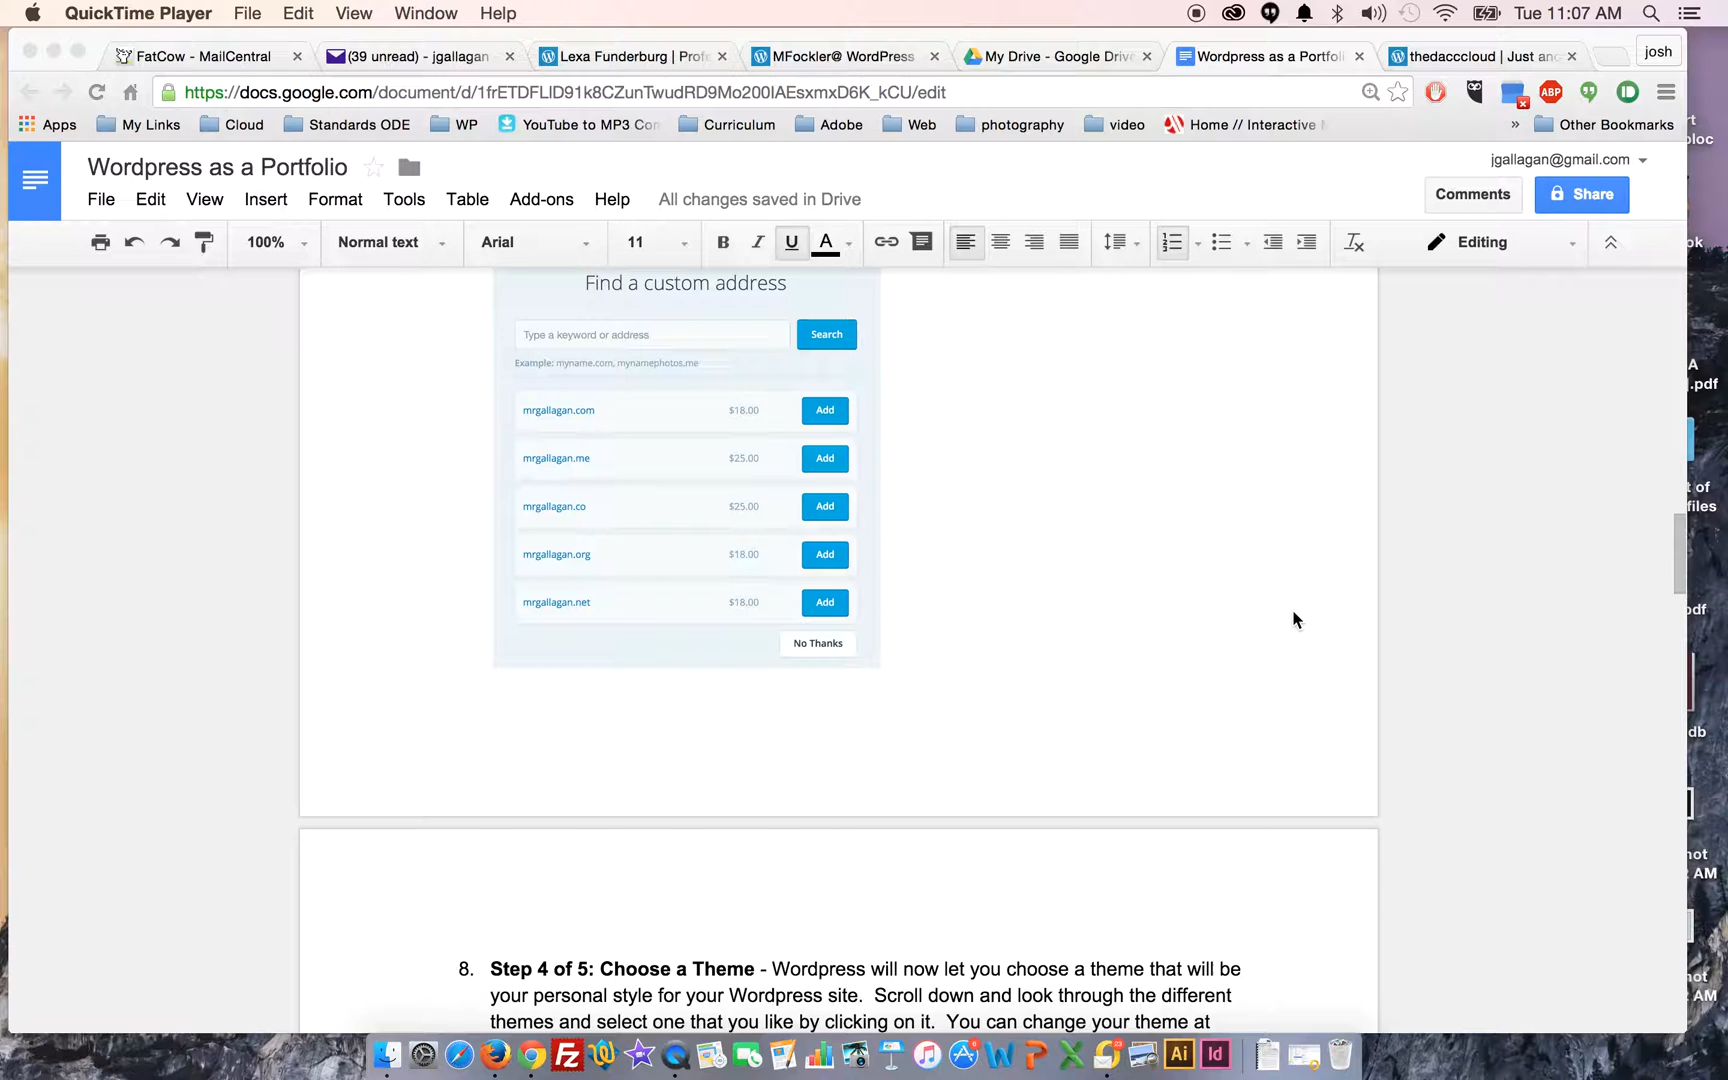 QuickTime Player File Edit View Window Help Tue 11:07 AM
FatCow - MailCentral (39 unread) - jgallagan Lexa Funderburg | Prof MFockler@ WordPress My Drive - Google Drive Wordpress as a Portfolio thedacccloud | Just an josh
https://docs.google.com/document/d/1frETDFLlD91k8CZunTwudRD9Mo200IAEsxmxD6K_kCU/edit ABP
Apps My Links Cloud Standards ODE WP YouTube to MP3 Con Curriculum Adobe Web photography video Home // Interactive » Other Bookmarks
Wordpress as a Portfolio jgallagan@gmail.com
File Edit View Insert Format Tools Table Add-ons Help All changes saved in Drive Comments Share
100% Normal text Arial 11 B I U A Editing
Find a custom address
Type a keyword or address Search
Example: myname.com, mynamephotos.me
mrgallagan.com $18.00 Add
mrgallagan.me $25.00 Add
mrgallagan.co $25.00 Add
mrgallagan.org $18.00 Add
mrgallagan.net $18.00 Add
No Thanks
8. Step 4 of 5: Choose a Theme - Wordpress will now let you choose a theme that will be
your personal style for your Wordpress site. Scroll down and look through the different
themes and select one that you like by clicking on it. You can change your theme at
Ai Id